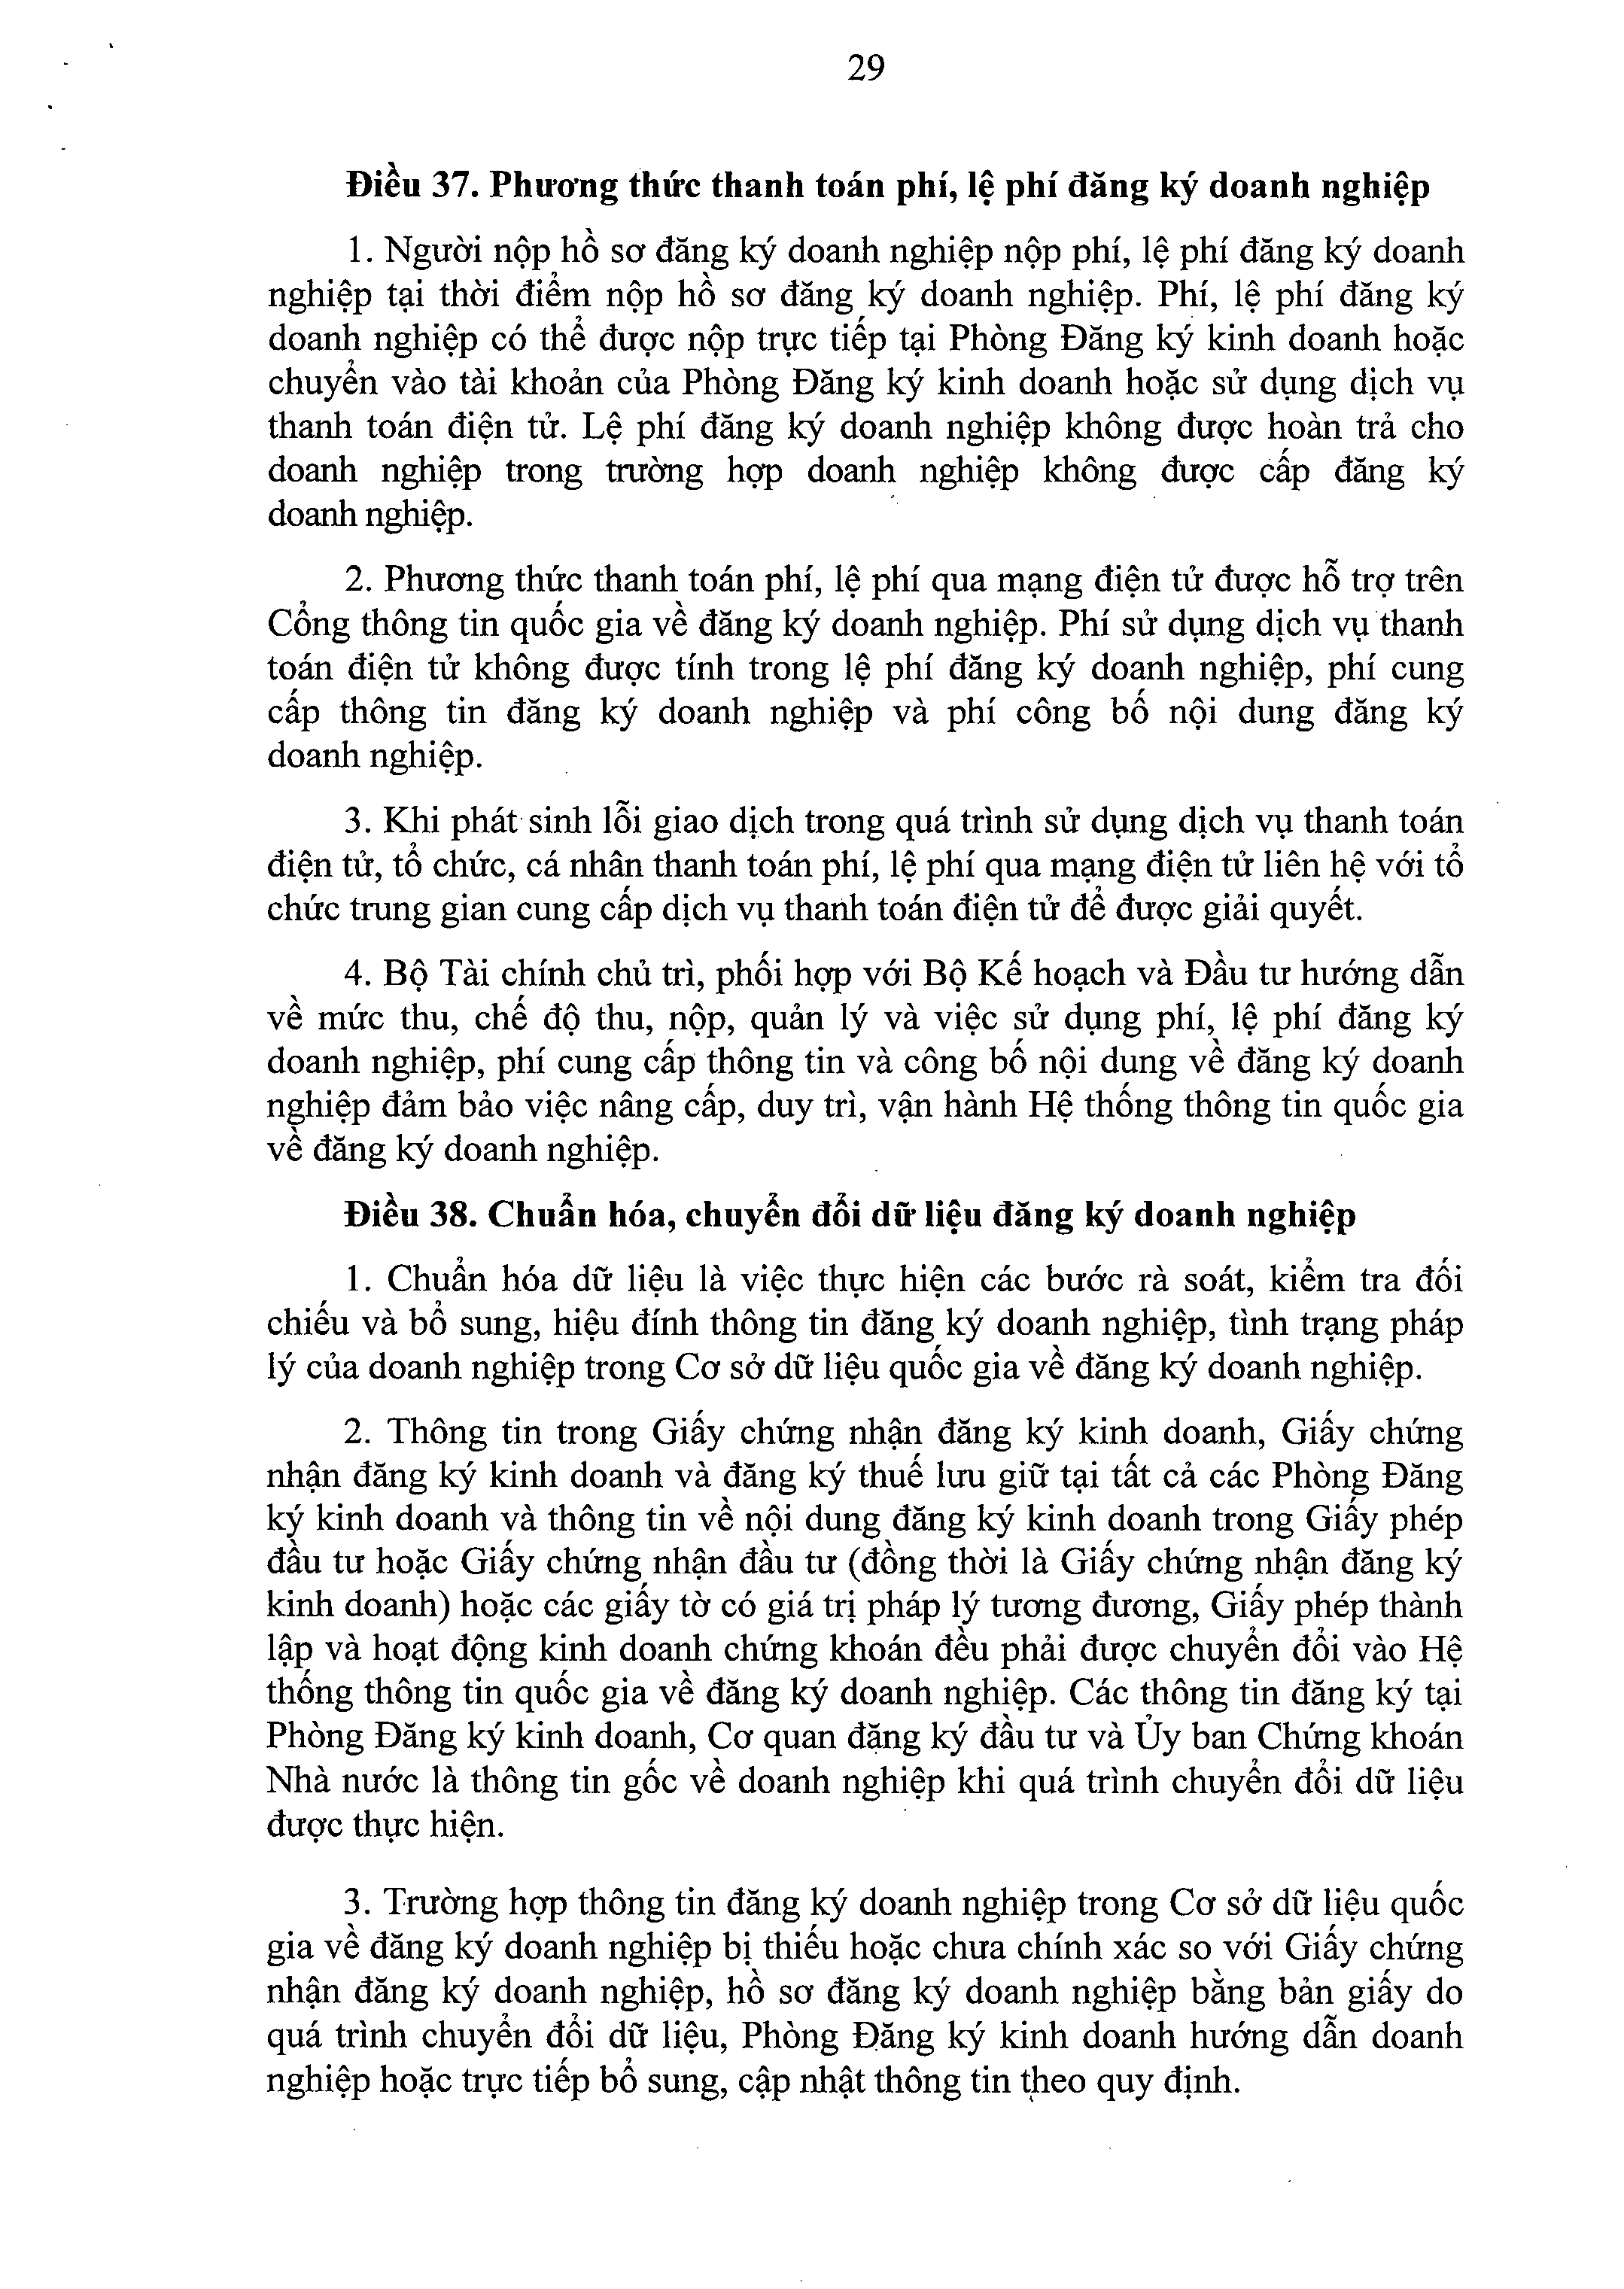 29
Điều 37. Phương thức thanh toán phí, lệ phí đăng ký doanh nghiệp
1. Người nộp hồ sơ đăng ký doanh nghiệp nộp phí, lệ phí đăng ký doanh
nghiệp tại thời điểm nộp hồ sơ đăng ký doanh nghiệp. Phí, lệ phí đăng ký
doanh nghiệp có thể được nộp trực tiếp tại Phòng Đăng ký kinh doanh hoặc
chuyển vào tài khoản của Phòng Đăng ký kinh doanh hoặc sử dụng dịch vụ
thanh toán điện tử. Lệ phí đăng ký doanh nghiệp không được hoàn trả cho
doanh nghiệp trong trường hợp doanh nghiệp không được cấp đăng ký
doanh nghiệp.
2. Phương thức thanh toán phí, lệ phí qua mạng điện tử được hỗ trợ trên
Cổng thông tin quốc gia về đăng ký doanh nghiệp. Phí sử dụng dịch vụ thanh
toán điện tử không được tính trong lệ phí đăng ký doanh nghiệp, phí cung
cấp thông tin đăng ký doanh nghiệp và phí công bố nội dung đăng ký
doanh nghiệp.
3. Khi phát sinh lỗi giao dịch trong quá trình sử dụng dịch vụ thanh toán
điện tử, tổ chức, cá nhân thanh toán phí, lệ phí qua mạng điện tử liên hệ với tổ
chức trung gian cung cấp dịch vụ thanh toán điện tử để được giải quyết.
4. Bộ Tài chính chủ trì, phối hợp với Bộ Kế hoạch và Đầu tư hướng dẫn
về mức thu, chế độ thu, nộp, quản lý và việc sử dụng phí, lệ phí đăng ký
doanh nghiệp, phí cung cấp thông tin và công bố nội dung về đăng ký doanh
nghiệp đảm bảo việc nâng cấp, duy trì, vận hành Hệ thống thông tin quốc gia
về đăng ký doanh nghiệp.
Điều 38. Chuẩn hóa, chuyển đổi dữ liệu đăng ký doanh nghiệp
1. Chuẩn hóa dữ liệu là việc thực hiện các bước rà soát, kiểm tra đối
chiếu và bổ sung, hiệu đính thông tin đăng ký doanh nghiệp, tình trạng pháp
lý của doanh nghiệp trong Cơ sở dữ liệu quốc gia về đăng ký doanh nghiệp.
2. Thông tin trong Giấy chứng nhận đăng ký kinh doanh, Giấy chứng
nhận đăng ký kinh doanh và đăng ký thuế lưu giữ tại tất cả các Phòng Đăng
ký kinh doanh và thông tin về nội dung đăng ký kinh doanh trong Giấy phép
đầu tư hoặc Giấy chứng nhận đầu tư (đồng thời là Giấy chứng nhận đăng ký
kinh doanh) hoặc các giấy tờ có giá trị pháp lý tương đương, Giấy phép thành
lập và hoạt động kinh doanh chứng khoán đều phải được chuyển đổi vào Hệ
thống thông tin quốc gia về đăng ký doanh nghiệp. Các thông tin đăng ký tại
Phòng Đăng ký kinh doanh, Cơ quan đăng ký đầu tư và Ủy ban Chứng khoán
Nhà nước là thông tin gốc về doanh nghiệp khi quá trình chuyển đổi dữ liệu
được thực hiện.
3. Trường hợp thông tin đăng ký doanh nghiệp trong Cơ sở dữ liệu quốc
gia về đăng ký doanh nghiệp bị thiếu hoặc chưa chính xác so với Giấy chứng
nhận đăng ký doanh nghiệp, hồ sơ đăng ký doanh nghiệp bằng bản giấy do
quá trình chuyển đổi dữ liệu, Phòng Đăng ký kinh doanh hướng dẫn doanh
nghiệp hoặc trực tiếp bổ sung, cập nhật thông tin theo quy định.